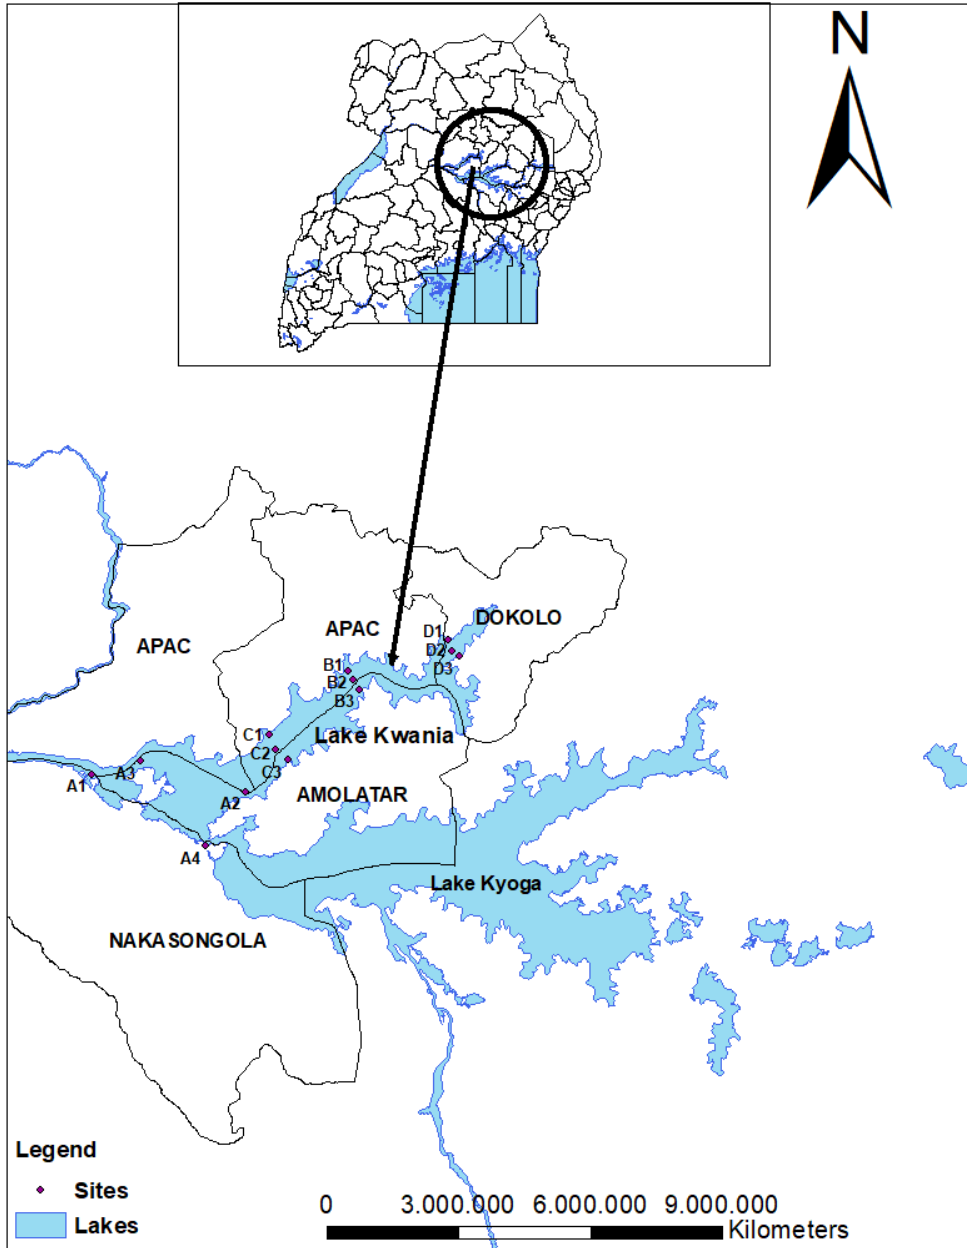 N
DOKOLO
D1
APAC
D2
APAC
D3
B1
B2
B3
C1
Lake Kwania
C2
C3
A3
A1
AMOLATAR
A2
A4
Lake Kyoga
NAKASONGOLA
Legend
Sites
Lakes
0 3.000.000 6.000.000 9.000.000
Kilometers